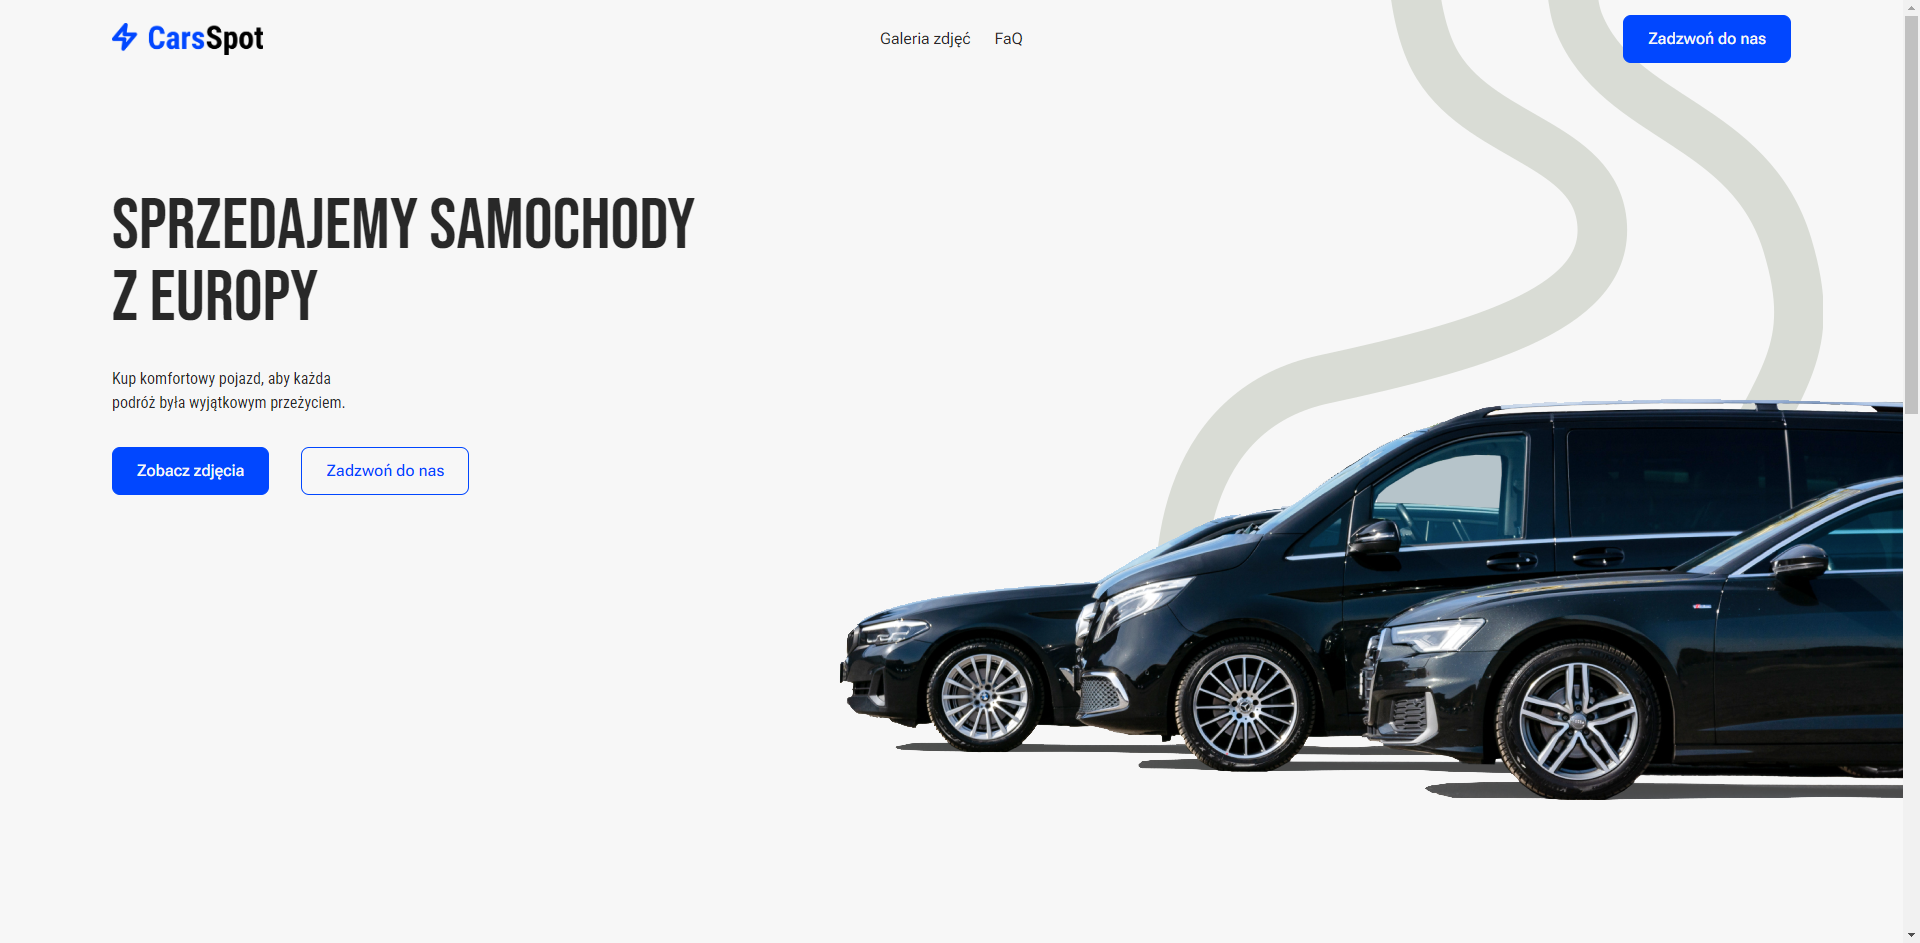 CarsSpot
Galeria zdjęć
FaQ
Zadzwoń do nas
SPRZEDAJEMY SAMOCHODY
Z EUROPY
Kup komfortowy pojazd, aby każda
podróż była wyjątkowym przeżyciem.
Zobacz zdjęcia
Zadzwoń do nas